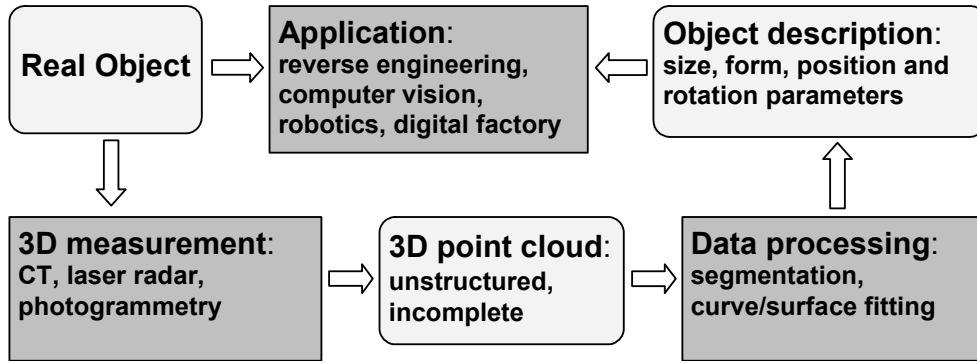 Real Object
Application:
reverse engineering,
computer vision,
robotics, digital factory
Object description:
size, form, position and
rotation parameters
3D measurement:
CT, laser radar,
photogrammetry
3D point cloud:
unstructured,
incomplete
Data processing:
segmentation,
curve/surface fitting